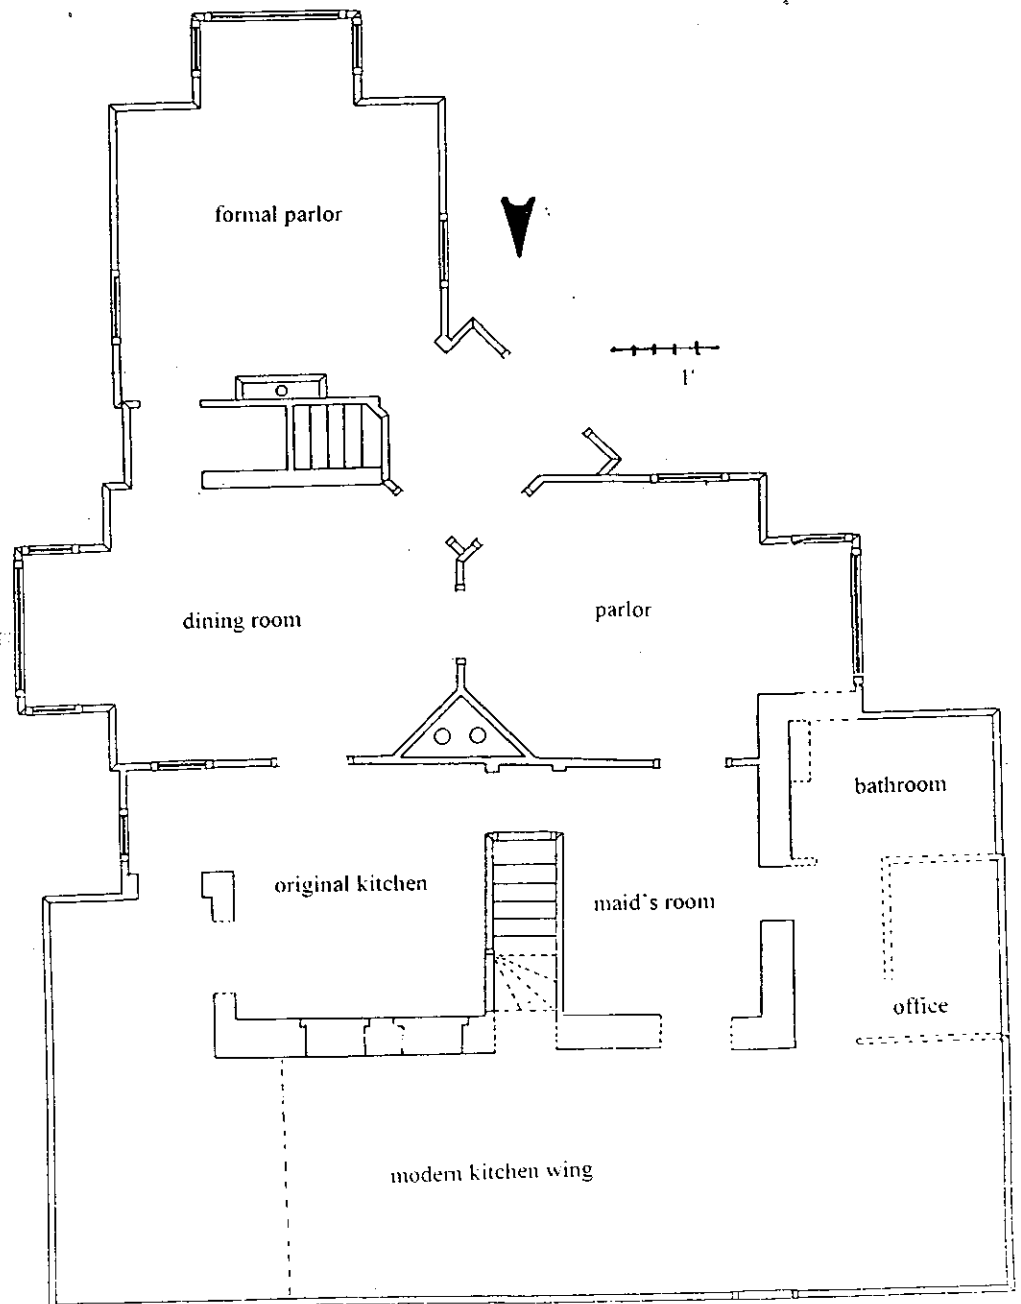 formal parlor
1'
dining room
parlor
bathroom
original kitchen
maid's room
office
modern kitchen wing